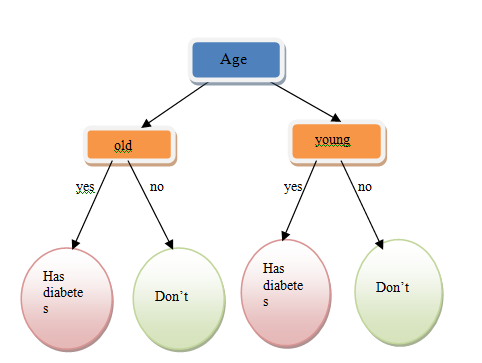 Age
old
young
yes
no
yes
no
Has
diabete
s
Don't
Has
diabete
s
Don't